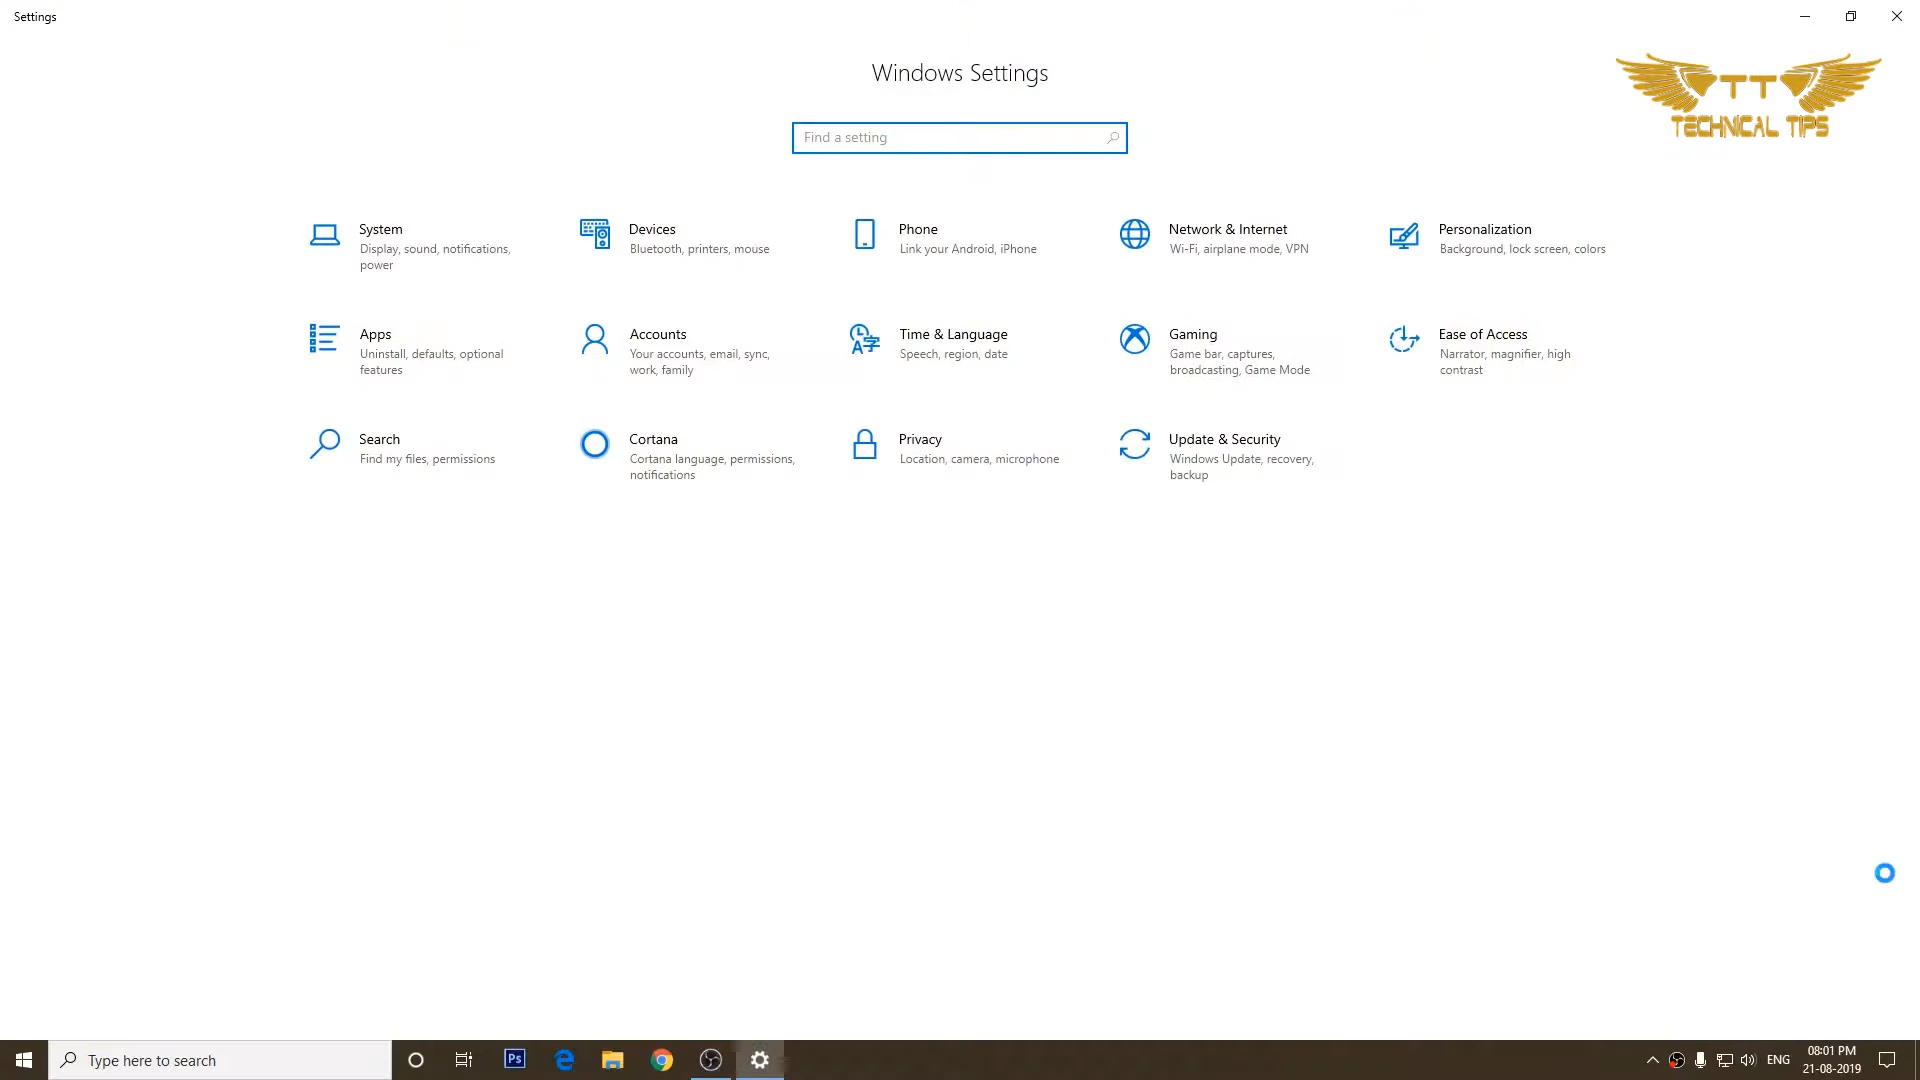 Settings
Windows Settings
TT
TECHNICAL TIPS
Find a setting
System
Display, sound, notifications,
power
Devices
Bluetooth, printers, mouse
Phone
Link your Android, iPhone
Network & Internet
Wi-Fi, airplane mode, VPN
Personalization
Background, lock screen, colors
Apps
Uninstall, defaults, optional
features
Accounts
Your accounts, email, sync,
work, family
Time & Language
Speech, region, date
Gaming
Game bar, captures,
broadcasting, Game Mode
Ease of Access
Narrator, magnifier, high
contrast
Search
Find my files, permissions
Cortana
Cortana language, permissions,
notifications
Privacy
Location, camera, microphone
Update & Security
Windows Update, recovery,
backup
Type here to search
Ps
ENG
08:01 PM
21-08-2019